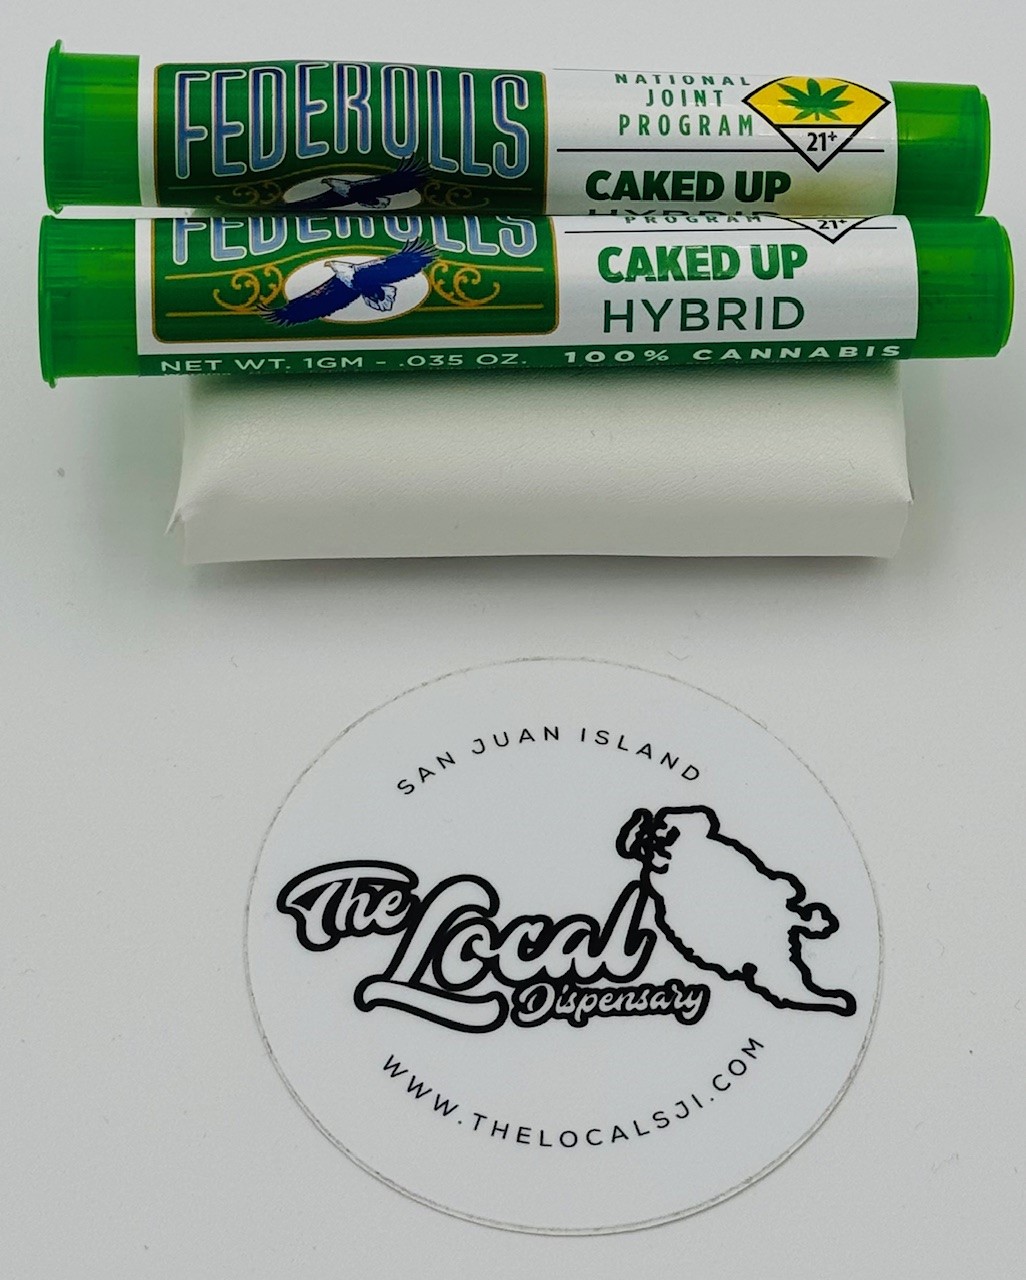 FEDEROLLS
NATIONAL
JOINT
PROGRAM
21+
CAKED UP
HYBRID
FEDEROLLS
PROGRAM
21+
CAKED UP
HYBRID
NET WT. 1GM - .035 OZ. 100% CANNABIS
SAN JUAN ISLAND
The Local
Dispensary
WWW.THELOCALSJI.COM